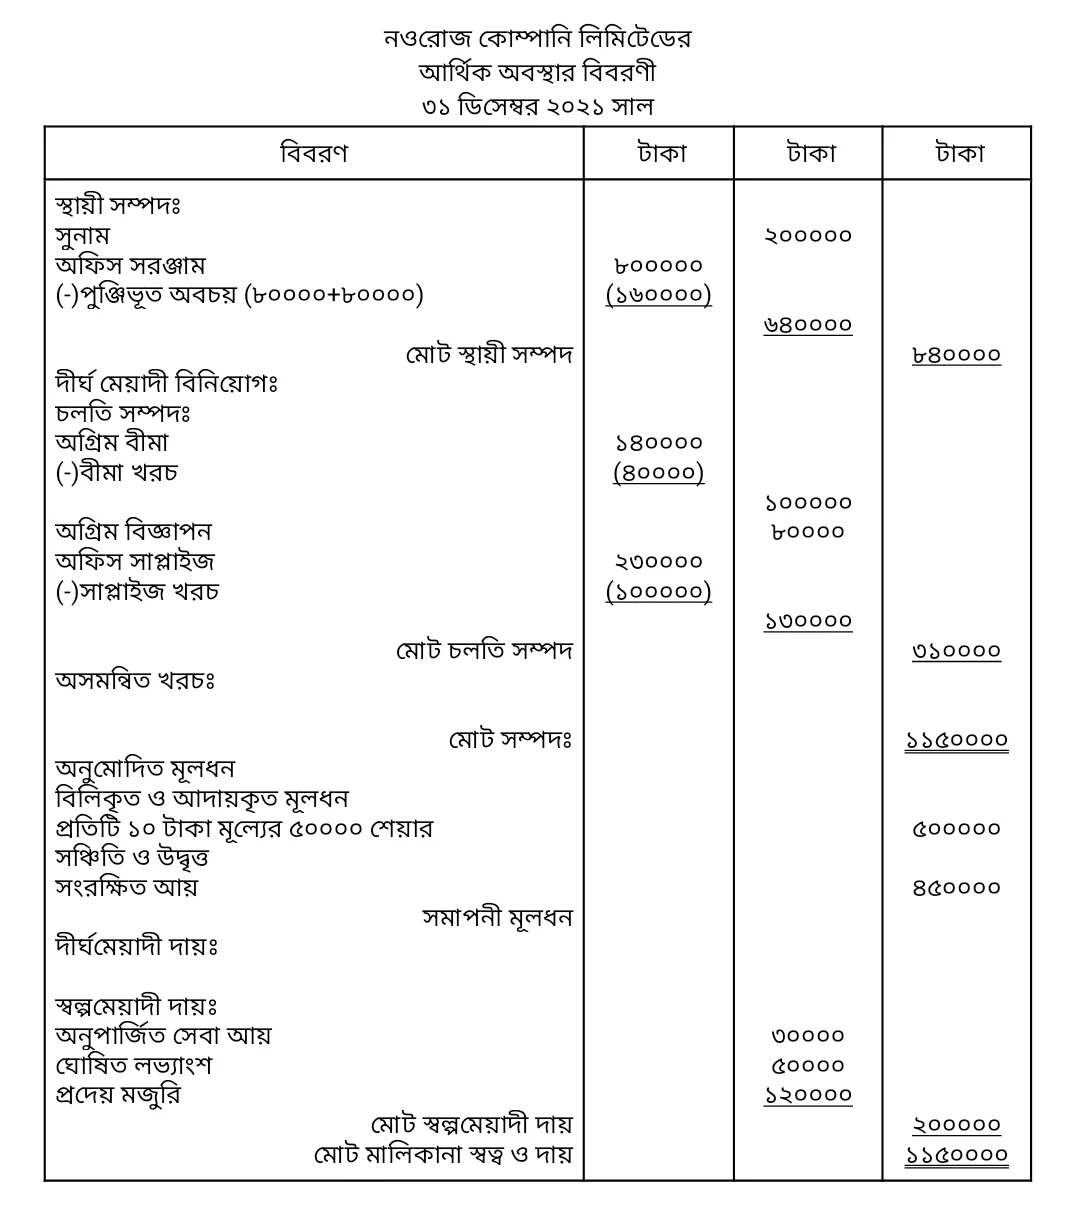 নওরোজ কোম্পানি লিমিটেডের
আর্থিক অবস্থার বিবরণী
৩১ ডিসেম্বর ২০২১ সাল
বিবরণ টাকা টাকা টাকা
স্থায়ী সম্পদঃ
সুনাম ২০০০০০
অফিস সরঞ্জাম ৮০০০০০
(-)পুঞ্জিভূত অবচয় (৮০০০০+৮০০০০) (১৬০০০০)
৬৪০০০০
মোট স্থায়ী সম্পদ ৮৪০০০০
দীর্ঘ মেয়াদী বিনিয়োগঃ
চলতি সম্পদঃ
অগ্রিম বীমা ১৪০০০০
(-)বীমা খরচ (৪০০০০)
১০০০০০
অগ্রিম বিজ্ঞাপন ৮০০০০
অফিস সাপ্লাইজ ২৩০০০০
(-)সাপ্লাইজ খরচ (১০০০০০)
১৩০০০০
মোট চলতি সম্পদ ৩১০০০০
অসমন্বিত খরচঃ
মোট সম্পদঃ ১১৫০০০০
অনুমোদিত মূলধন
বিলিকৃত ও আদায়কৃত মূলধন
প্রতিটি ১০ টাকা মূল্যের ৫০০০০ শেয়ার ৫০০০০০
সঞ্চিতি ও উদ্বৃত্ত
সংরক্ষিত আয় ৪৫০০০০
সমাপনী মূলধন
দীর্ঘমেয়াদী দায়ঃ
স্বল্পমেয়াদী দায়ঃ
অনুপার্জিত সেবা আয় ৩০০০০
ঘোষিত লভ্যাংশ ৫০০০০
প্রদেয় মজুরি ১২০০০০
মোট স্বল্পমেয়াদী দায় ২০০০০০
মোট মালিকানা স্বত্ব ও দায় ১১৫০০০০